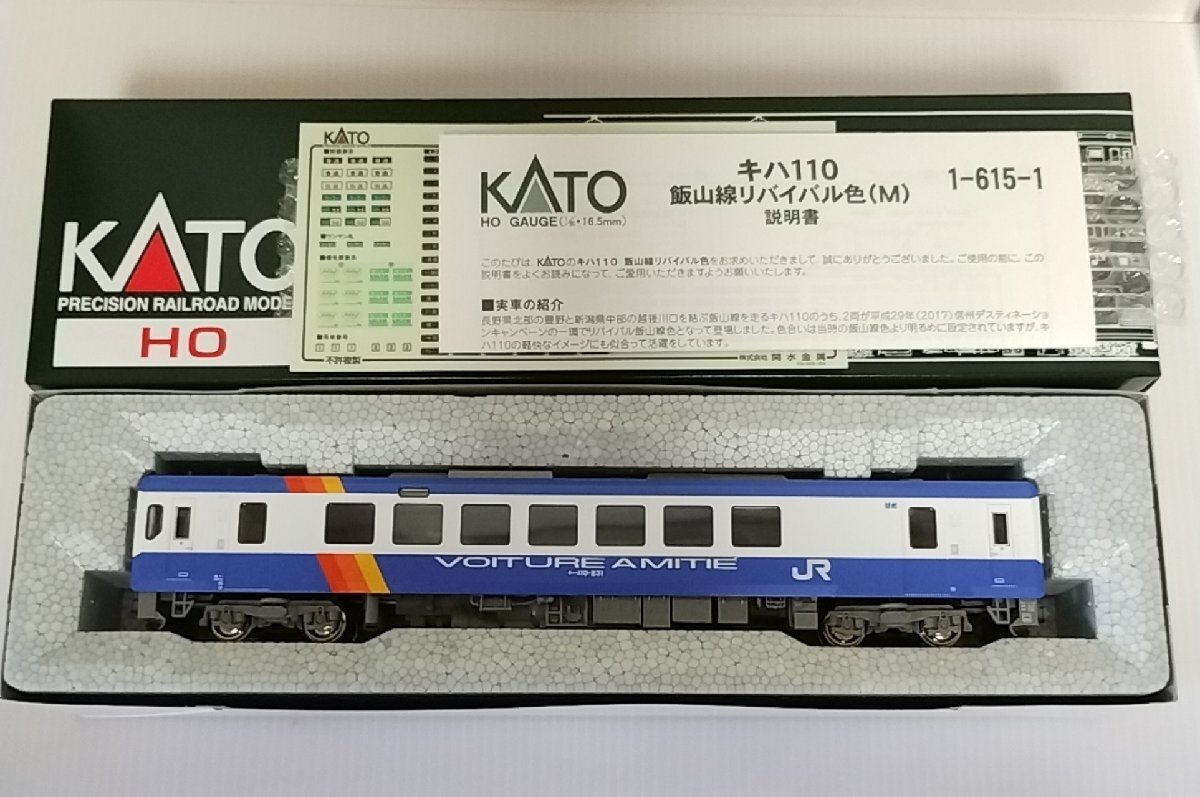 KATO
PRECISION RAILROAD MODE
HO
KATO
不許複製
株式会社 関水金属
KATO
HO GAUGE(1/80・16.5mm)
キハ110
飯山線リバイバル色(M)
説明書
1-615-1
このたびは、KATOのキハ110 飯山線リバイバル色をお求めいただきまして、誠にありがとうございました。ご使用の前に、この
説明書をよくお読みになって、ご愛用いただきますようお願いいたします。
■実車の紹介
長野県北部の豊野と新潟県中部の越後川口を結ぶ飯山線を走るキハ110のうち、2両が平成29年(2017)信州デスティネーショ
ンキャンペーンの一環でリバイバル飯山線色となって登場しました。色合いは当時の飯山線色より明るめに設定されていますが、キ
ハ110の軽快なイメージにも似合って活躍をしています。
VOITURE AMITIE
JR